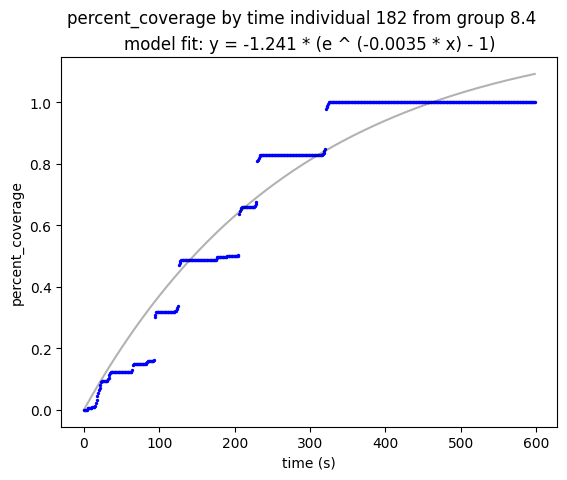 percent_coverage by time individual 182 from group 8.4
model fit: y = -1.241 * (e ^ (-0.0035 * x) - 1)
1.0
0.8
0.6
0.4
0.2
0.0
percent_coverage
0 100 200 300 400 500 600
time (s)